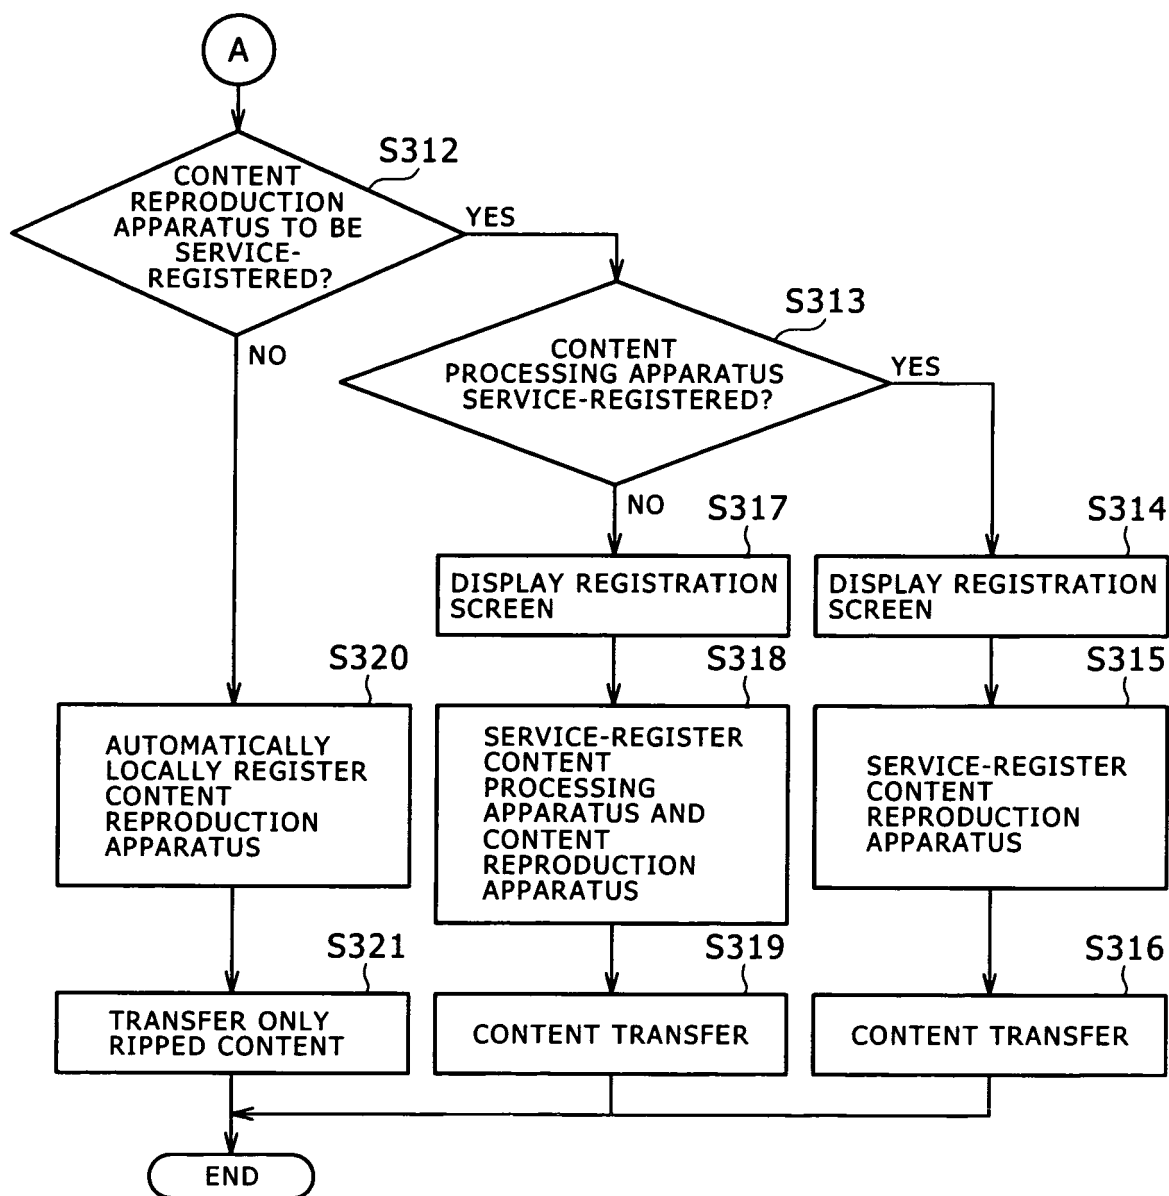 A
S312
CONTENT
REPRODUCTION
APPARATUS TO BE
SERVICE-
REGISTERED?
YES
NO
S313
CONTENT
PROCESSING APPARATUS
SERVICE-REGISTERED?
YES
NO
S317
DISPLAY REGISTRATION
SCREEN
S314
DISPLAY REGISTRATION
SCREEN
S320
AUTOMATICALLY
LOCALLY REGISTER
CONTENT
REPRODUCTION
APPARATUS
S318
SERVICE-REGISTER
CONTENT
PROCESSING
APPARATUS AND
CONTENT
REPRODUCTION
APPARATUS
S315
SERVICE-REGISTER
CONTENT
REPRODUCTION
APPARATUS
S321
TRANSFER ONLY
RIPPED CONTENT
S319
CONTENT TRANSFER
S316
CONTENT TRANSFER
END